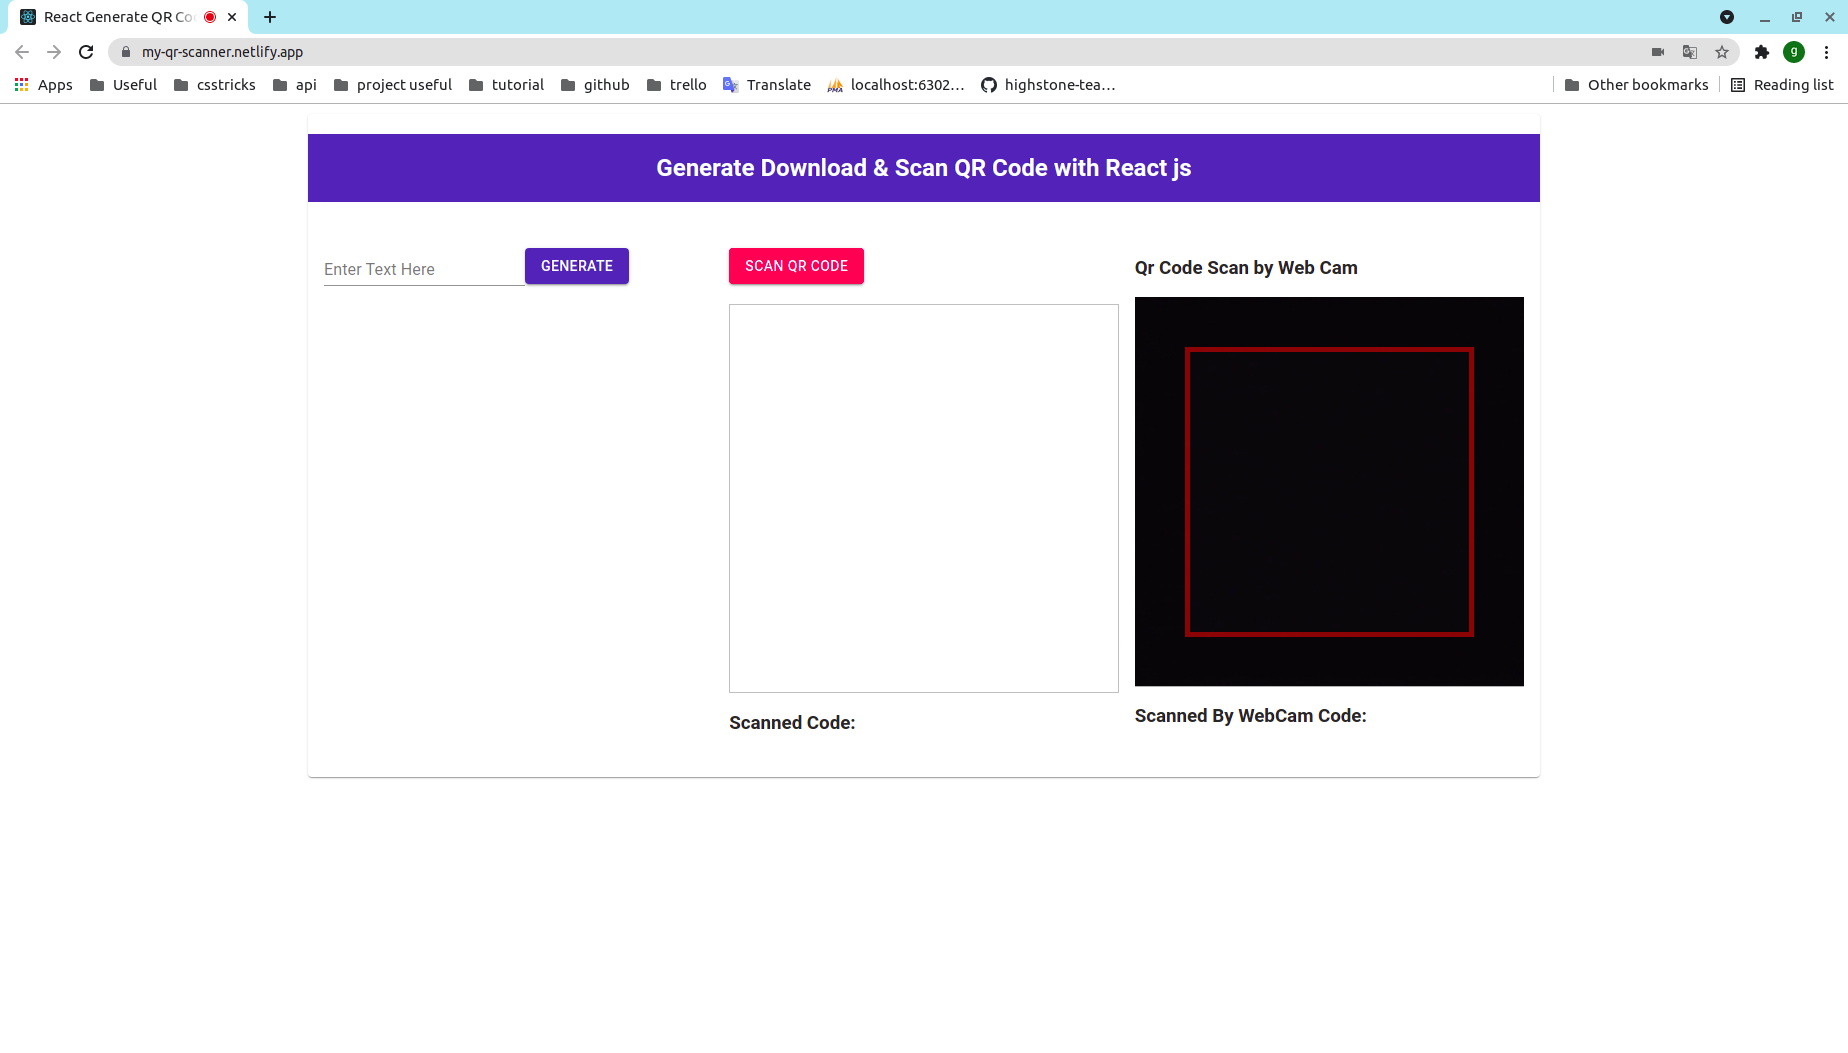 React Generate QR Co
my-qr-scanner.netlify.app
g
Apps Useful csstricks api project useful tutorial github trello Translate localhost:6302... highstone-tea... Other bookmarks Reading list
Generate Download & Scan QR Code with React js
Enter Text Here
GENERATE
SCAN QR CODE
Scanned Code:
Qr Code Scan by Web Cam
Scanned By WebCam Code: